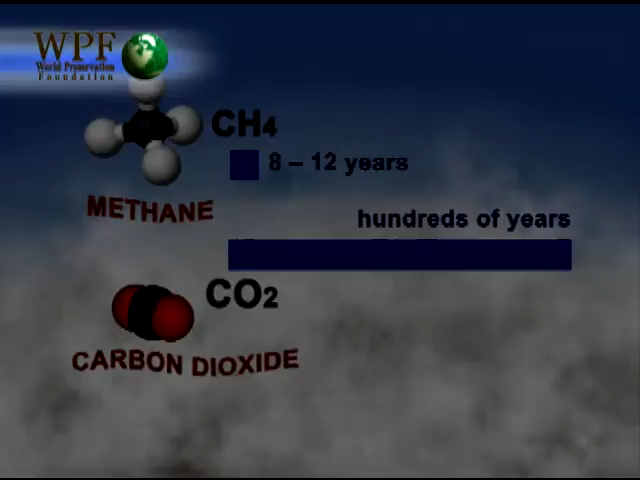 WPF
World Preservation
Foundation
CH4
8 – 12 years
METHANE
hundreds of years
CO2
CARBON DIOXIDE